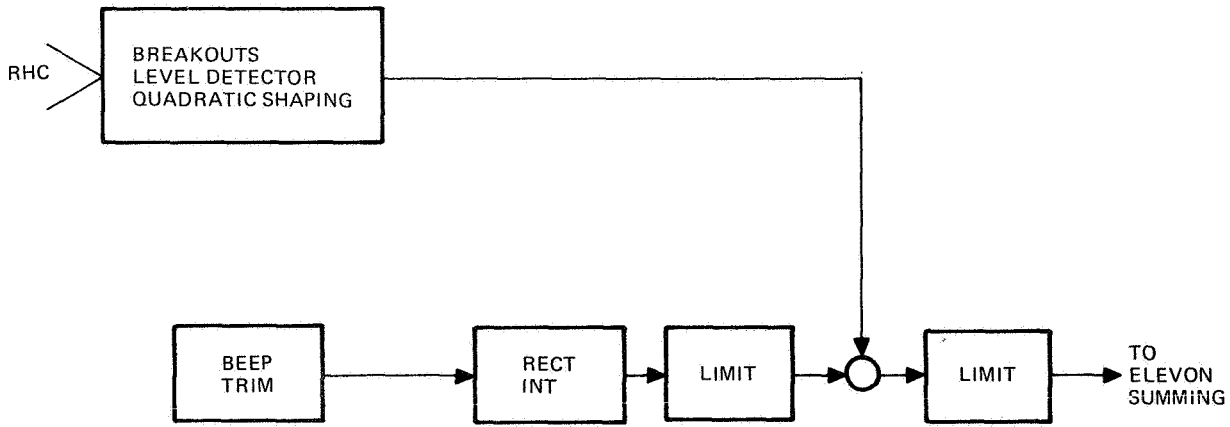 RHC
BREAKOUTS
LEVEL DETECTOR
QUADRATIC SHAPING
BEEP
TRIM
RECT
INT
LIMIT
LIMIT
TO
ELEVON
SUMMING